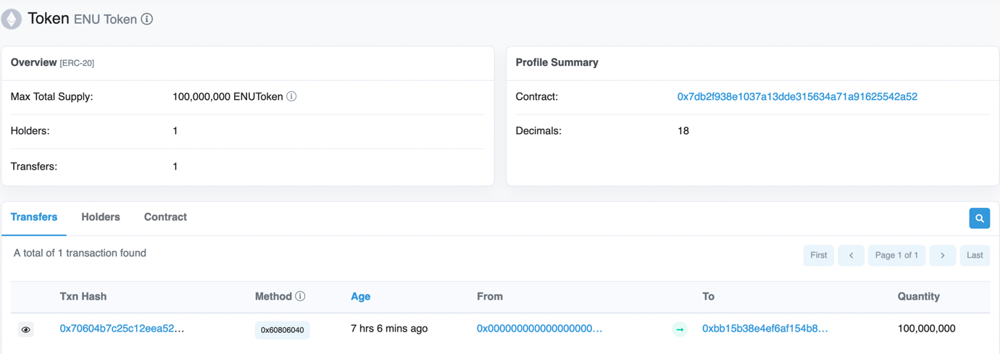 Token ENU Token
Overview [ERC-20]
Max Total Supply: 100,000,000 ENUToken
Holders: 1
Transfers: 1
Profile Summary
Contract: 0x7db2f938e1037a13dde315634a71a91625542a52
Decimals: 18
Transfers Holders Contract
A total of 1 transaction found
First < Page 1 of 1 > Last
Txn Hash Method Age From To Quantity
0x70604b7c25c12eea52... 0x60806040 7 hrs 6 mins ago 0x000000000000000000... 0xbb15b38e4ef6af154b8... 100,000,000